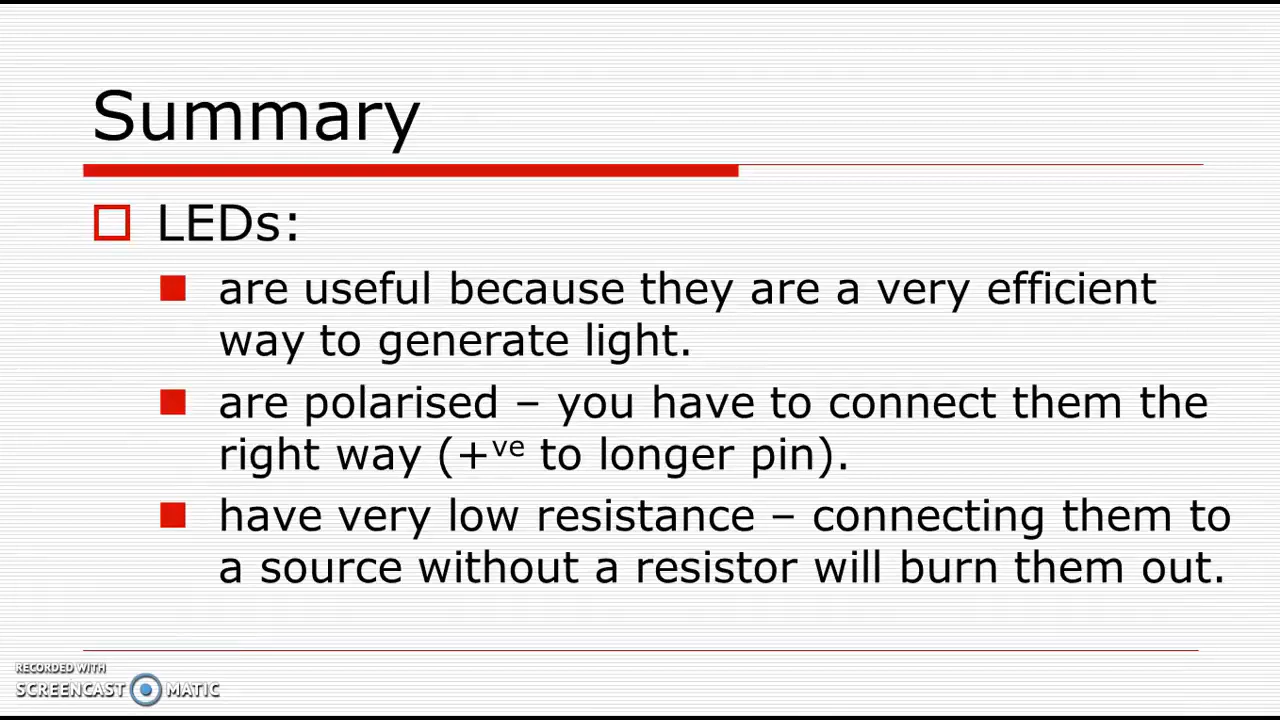 Summary
LEDs:
are useful because they are a very efficient
way to generate light.
are polarised – you have to connect them the
right way (+ve to longer pin).
have very low resistance – connecting them to
a source without a resistor will burn them out.
RECORDED WITH
SCREENCAST MATIC